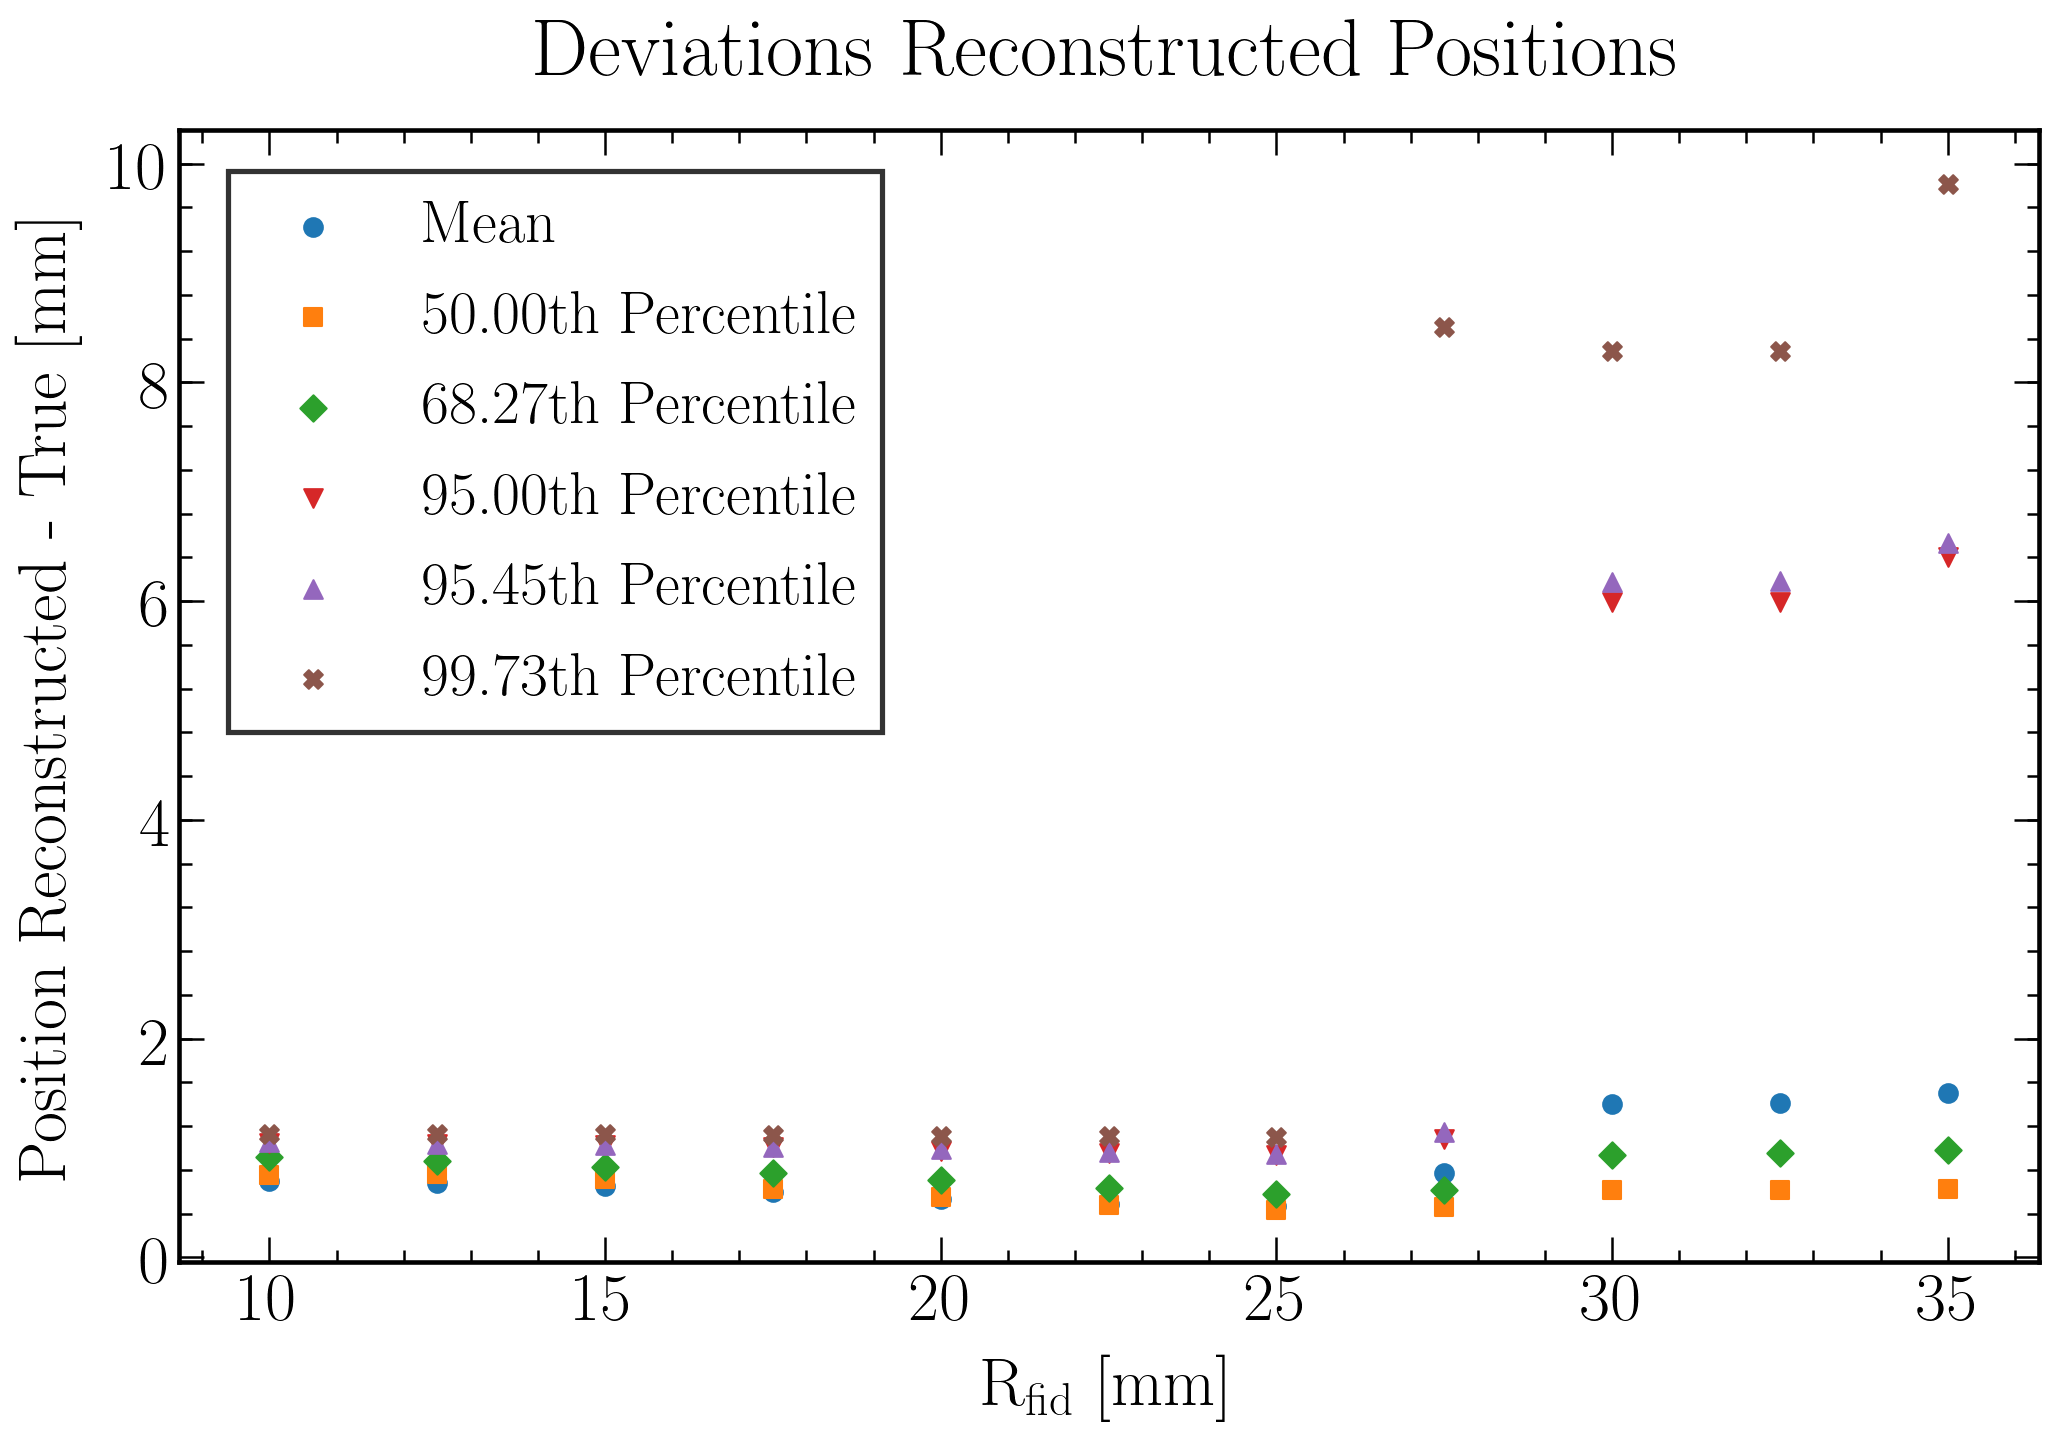 Deviations Reconstructed Positions
Position Reconstructed - True [mm]
10
8
6
4
2
0
Mean
50.00th Percentile
68.27th Percentile
95.00th Percentile
95.45th Percentile
99.73th Percentile
10 15 20 25 30 35
R_fid [mm]